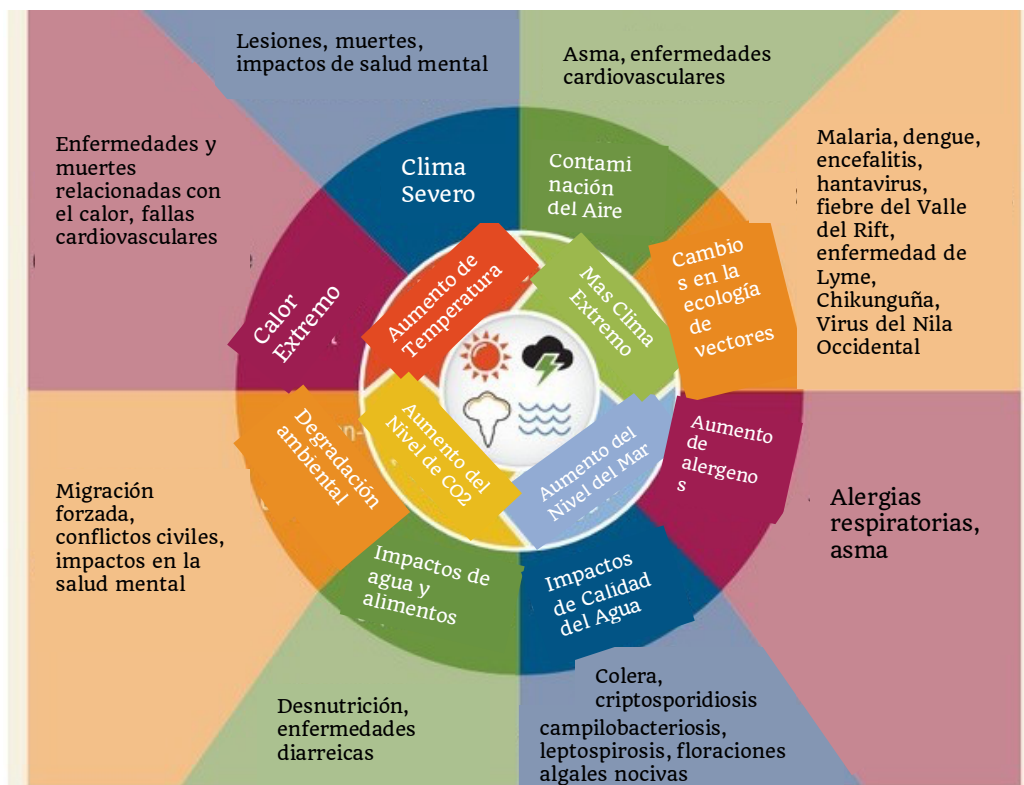 Lesiones, muertes,
impactos de salud mental
Asma, enfermedades
cardiovasculares
Enfermedades y
muertes
relacionadas con
el calor, fallas
cardiovasculares
Clima
Severo
Contami
nación
del Aire
Malaria, dengue,
encefalitis,
hantavirus,
fiebre del Valle
del Rift,
enfermedad de
Lyme,
Chikunguña,
Virus del Nila
Occidental
Calor
Extremo
Aumento de
Temperatura
Mas Clima
Extremo
Cambio
s en la
ecología
de
vectores
Degradación
ambiental
Aumento del
Nivel de CO2
Aumento del
Nivel del Mar
Aumento
de
alergeno
s
Migración
forzada,
conflictos civiles,
impactos en la
salud mental
Alergias
respiratorias,
asma
Impactos de
agua y
alimentos
Impactos
de Calidad
del Agua
Desnutrición,
enfermedades
diarreicas
Colera,
criptosporidiosis
campilobacteriosis,
leptospirosis, floraciones
algales nocivas